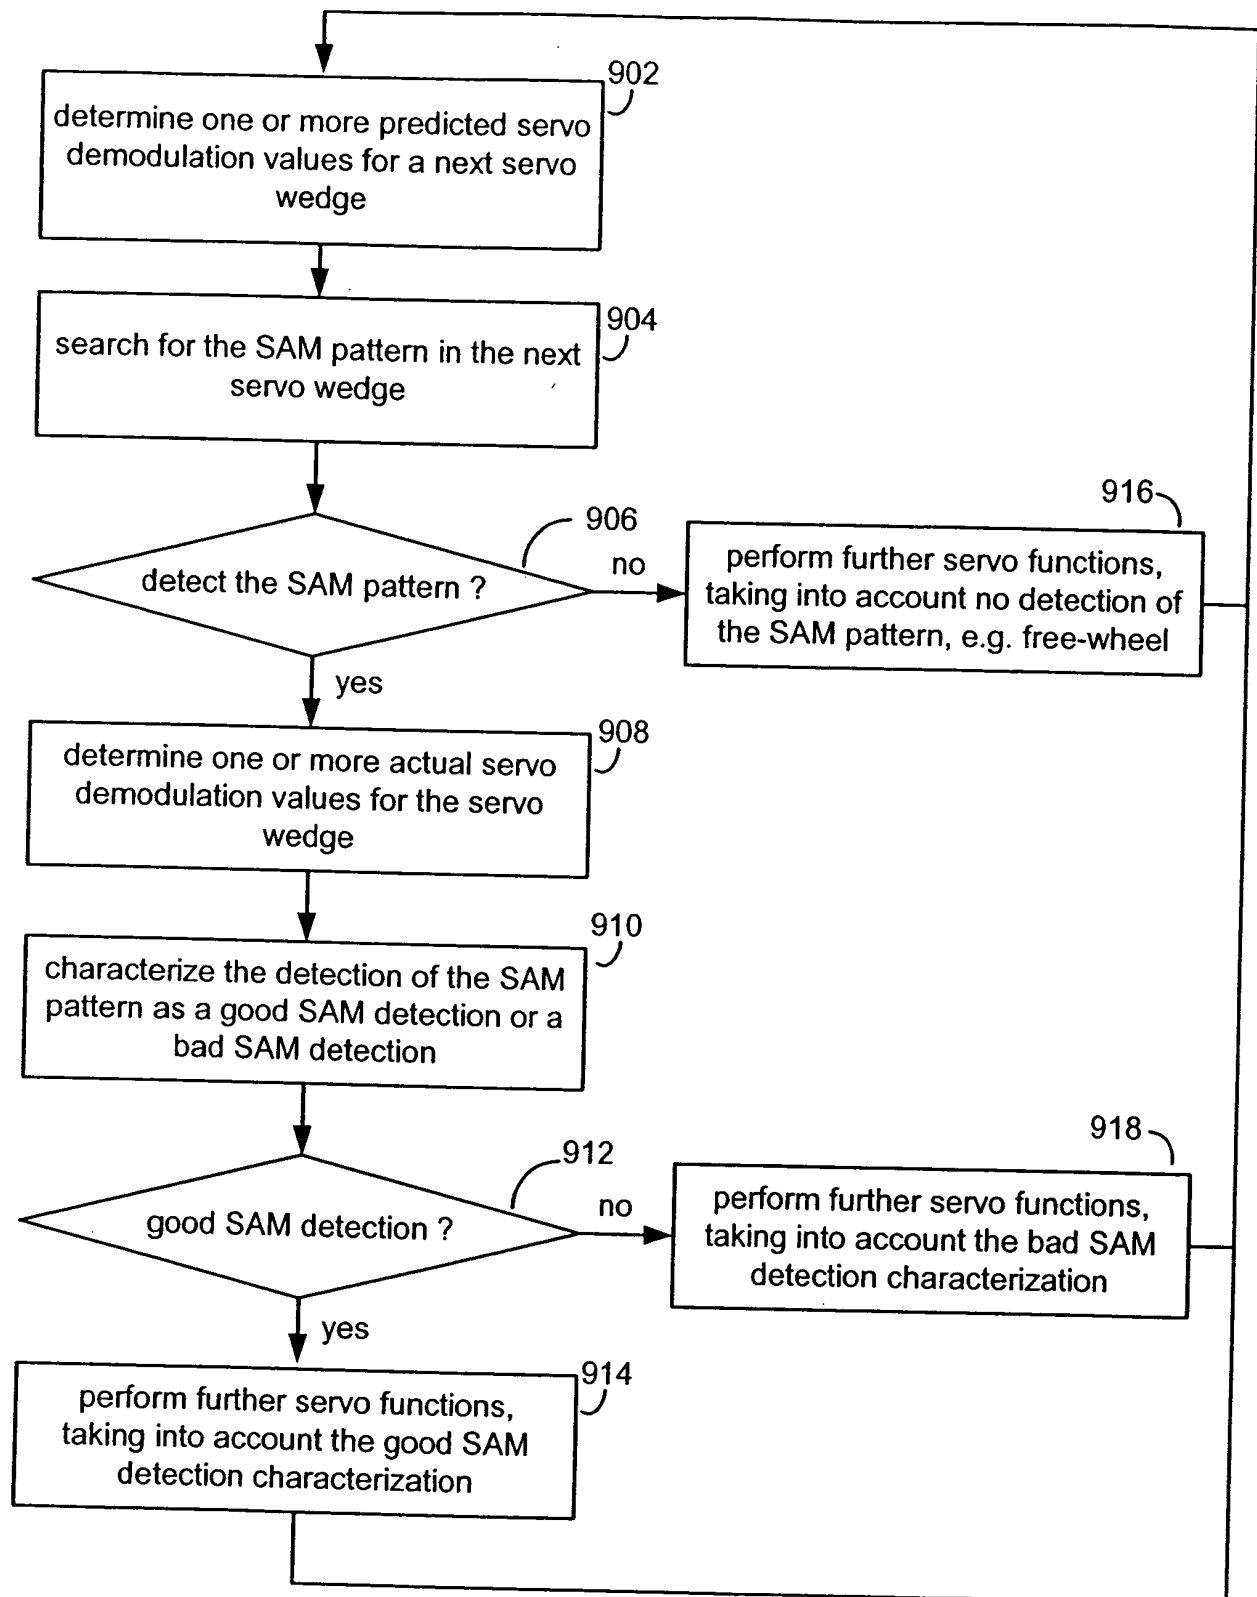 902
determine one or more predicted servo
demodulation values for a next servo
wedge
904
search for the SAM pattern in the next
servo wedge
906
detect the SAM pattern ?
no
916
perform further servo functions,
taking into account no detection of
the SAM pattern, e.g. free-wheel
yes
908
determine one or more actual servo
demodulation values for the servo
wedge
910
characterize the detection of the SAM
pattern as a good SAM detection or a
bad SAM detection
912
good SAM detection ?
no
918
perform further servo functions,
taking into account the bad SAM
detection characterization
yes
914
perform further servo functions,
taking into account the good SAM
detection characterization